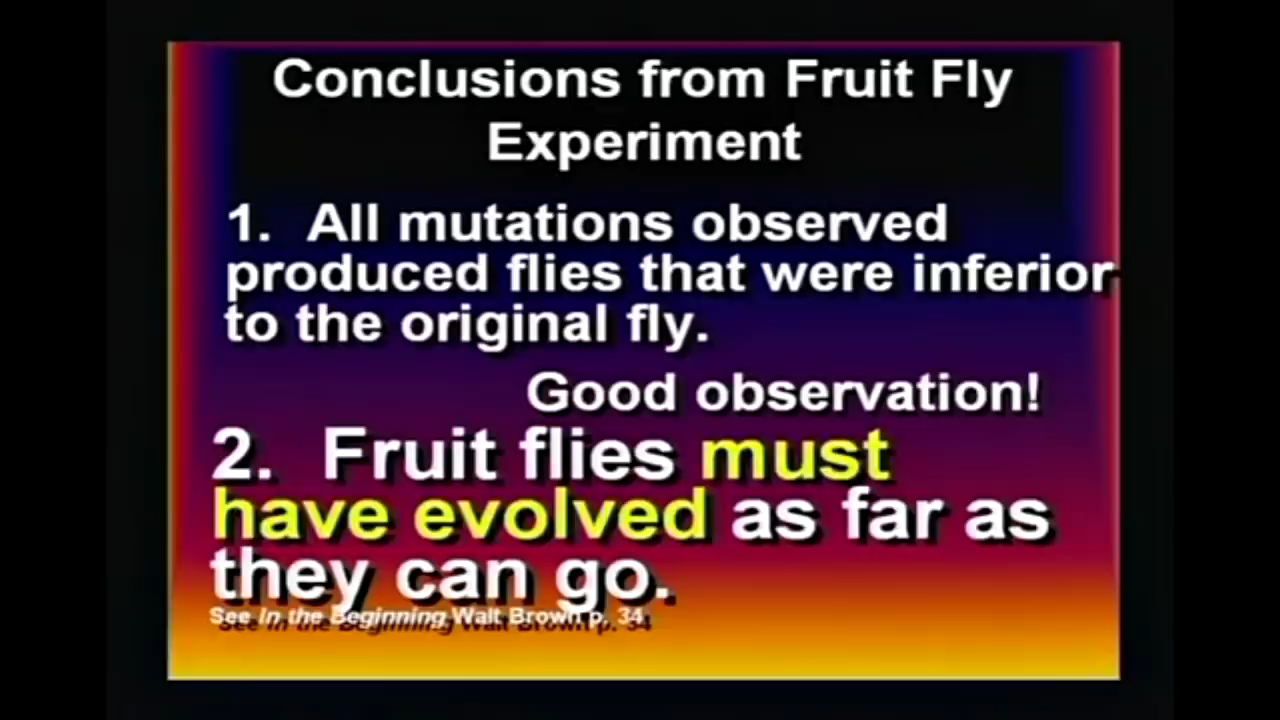 Conclusions from Fruit Fly
Experiment
1. All mutations observed
produced flies that were inferior
to the original fly.
Good observation!
2. Fruit flies must
have evolved as far as
they can go.
See In the Beginning Walt Brown p. 34